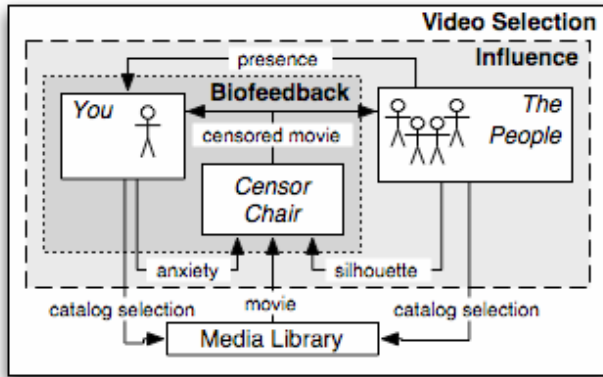 Video Selection
Influence
presence
Biofeedback
You
The
People
censored movie
Censor
Chair
anxiety
silhouette
catalog selection
movie
catalog selection
Media Library